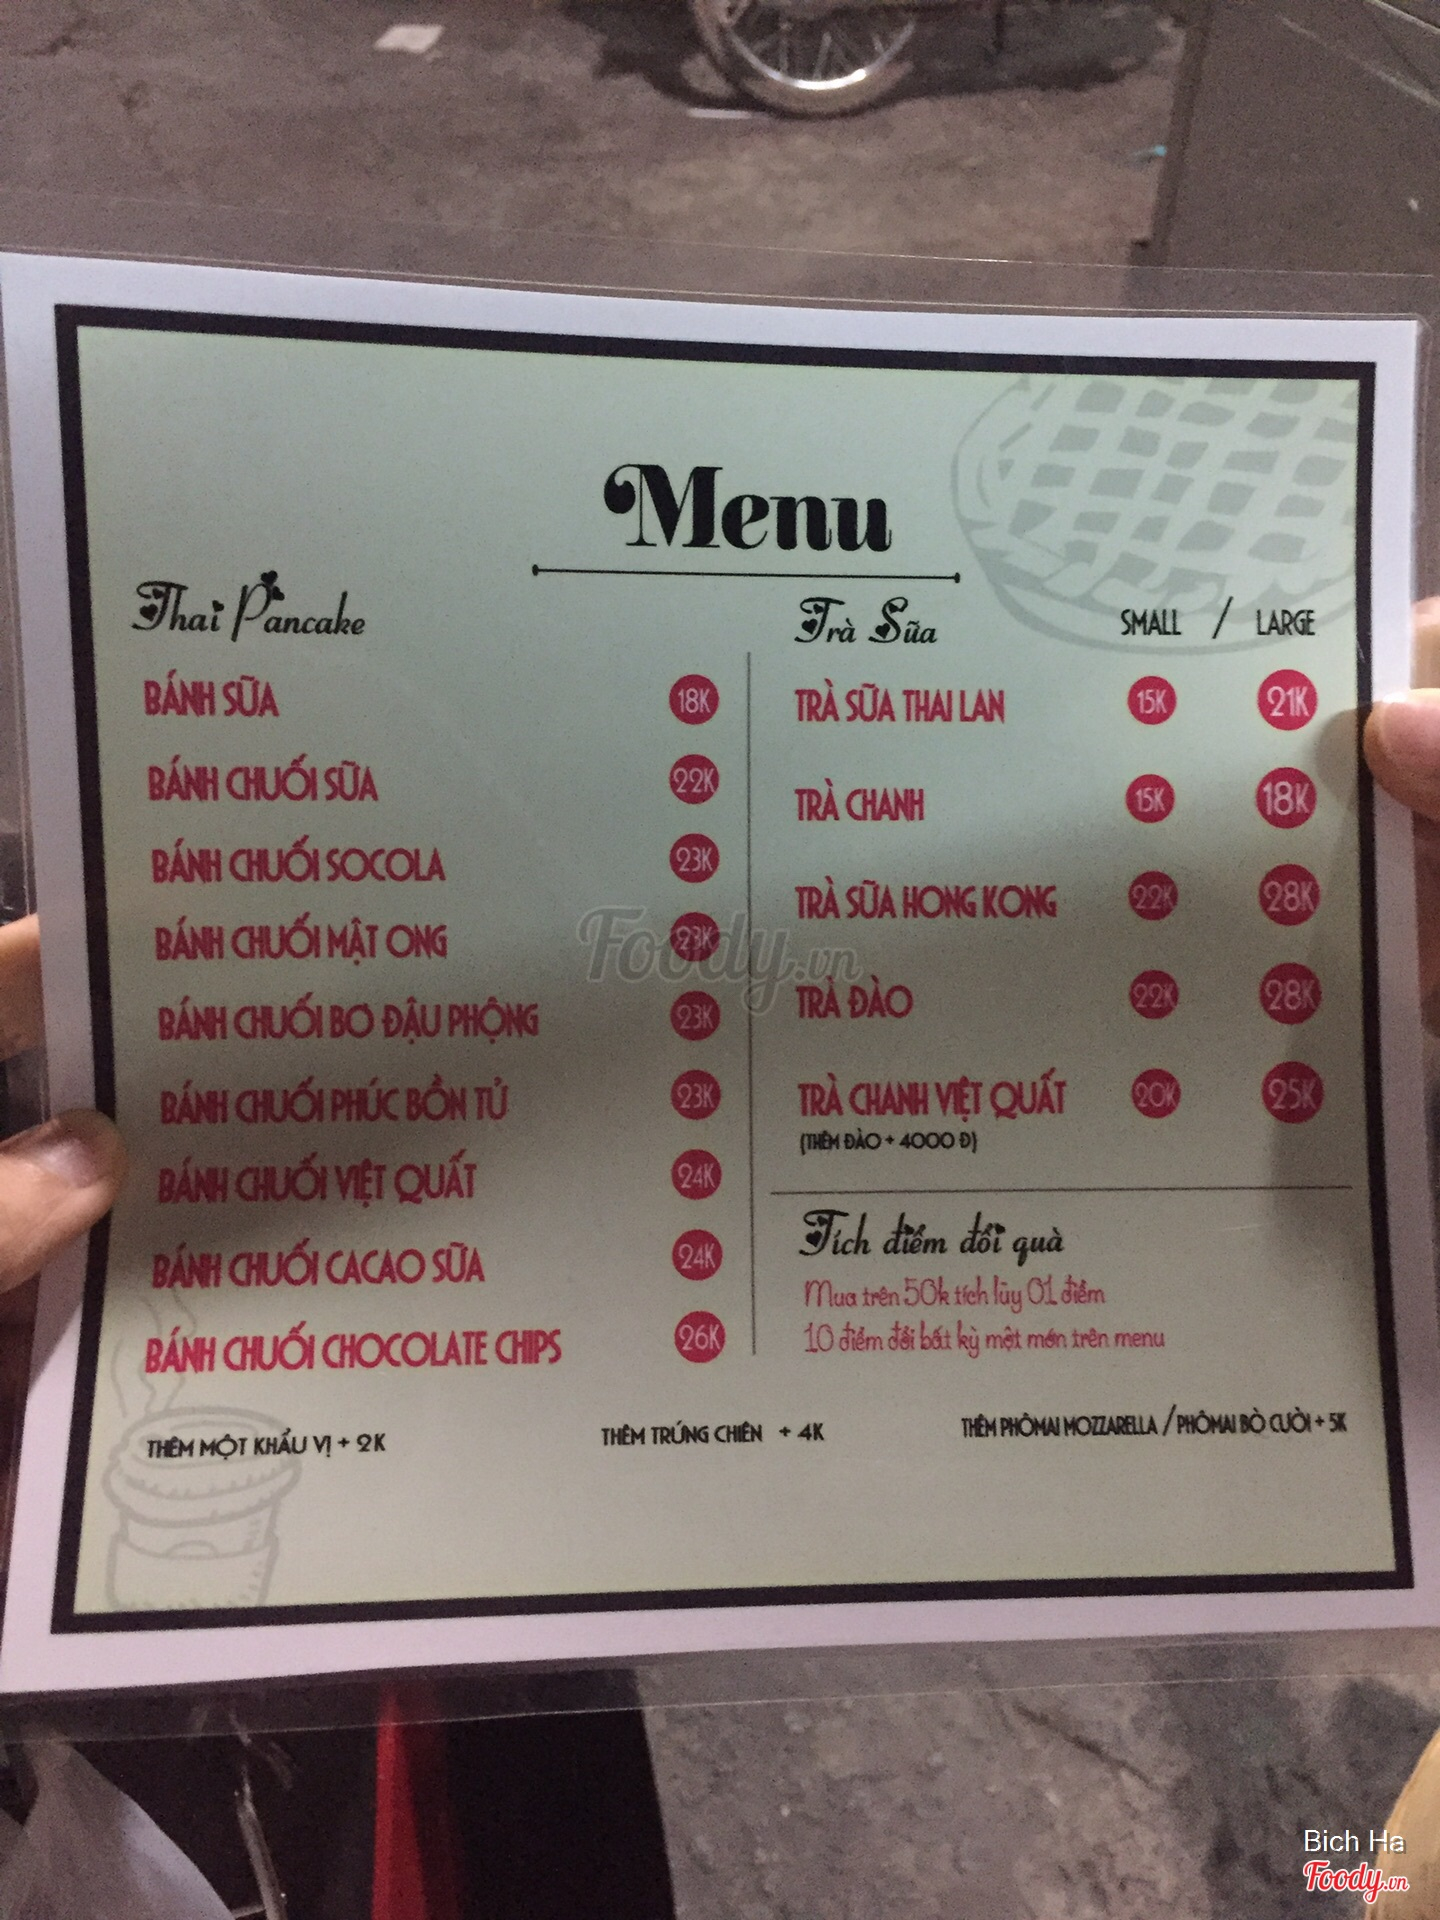 Menu
Thai Pancake
BÁNH SỮA 18K
BÁNH CHUỐI SỮA 22K
BÁNH CHUỐI SOCOLA 23K
BÁNH CHUỐI MẬT ONG 23K
BÁNH CHUỐI BƠ ĐẬU PHỘNG 23K
BÁNH CHUỐI PHÚC BỒN TỬ 23K
BÁNH CHUỐI VIỆT QUẤT 24K
BÁNH CHUỐI CACAO SỮA 24K
BÁNH CHUỐI CHOCOLATE CHIPS 26K
Trà Sữa SMALL / LARGE
TRÀ SỮA THAI LAN 15K 21K
TRÀ CHANH 15K 18K
TRÀ SỮA HONG KONG 22K 28K
TRÀ ĐÀO 22K 28K
TRÀ CHANH VIỆT QUẤT 20K 25K
(THÊM ĐÀO + 4000 Đ)
Tích điểm đổi quà
Mua trên 50k tích lũy 01 điểm
10 điểm đổi bất kỳ một món trên menu
THÊM MỘT KHẨU VỊ + 2K
THÊM TRỨNG CHIÊN + 4K
THÊM PHÔMAI MOZZARELLA / PHÔMAI BÒ CƯỜI + 5K
Foody.vn
Bich Ha
Foody.vn